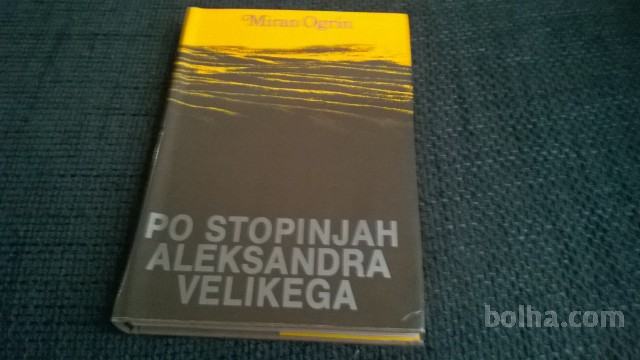 Miran Ogrin
PO STOPINJAH
ALEKSANDRA
VELIKEGA
bolha.com